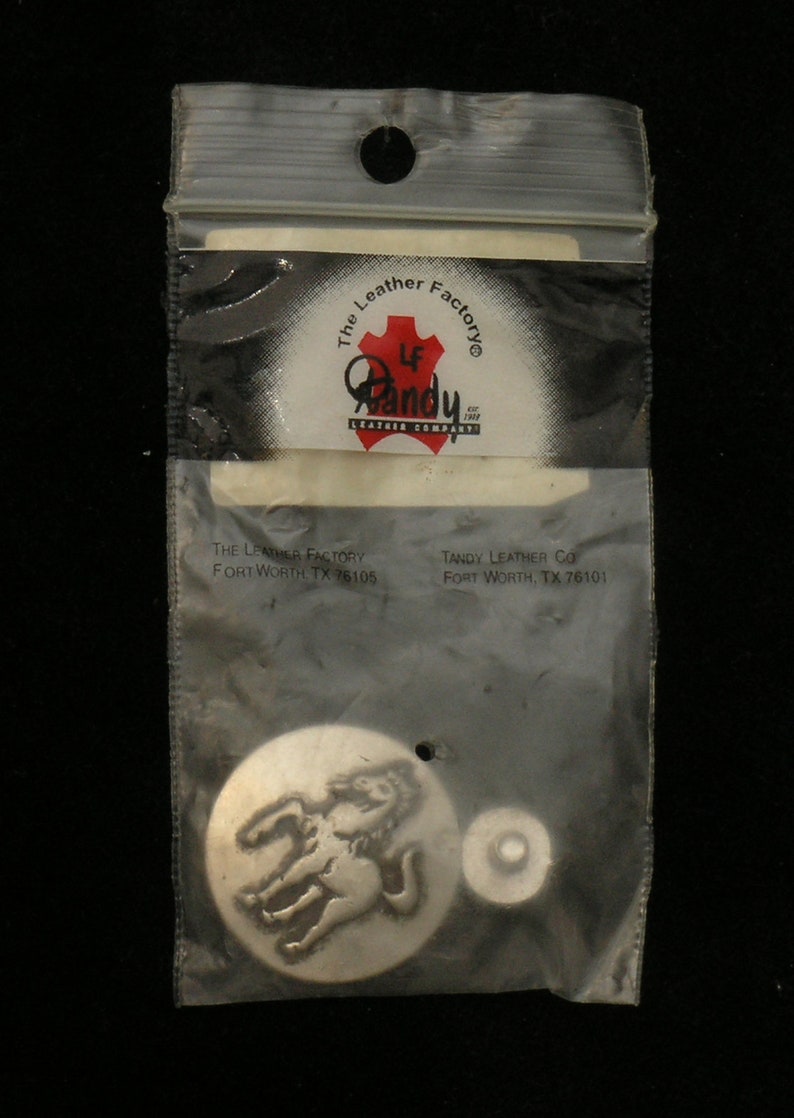 The Leather Factory®
LF
Tandy
EST. 1919
LEATHER COMPANY
THE LEATHER FACTORY
FORT WORTH, TX 76105
TANDY LEATHER CO
FORT WORTH, TX 76101